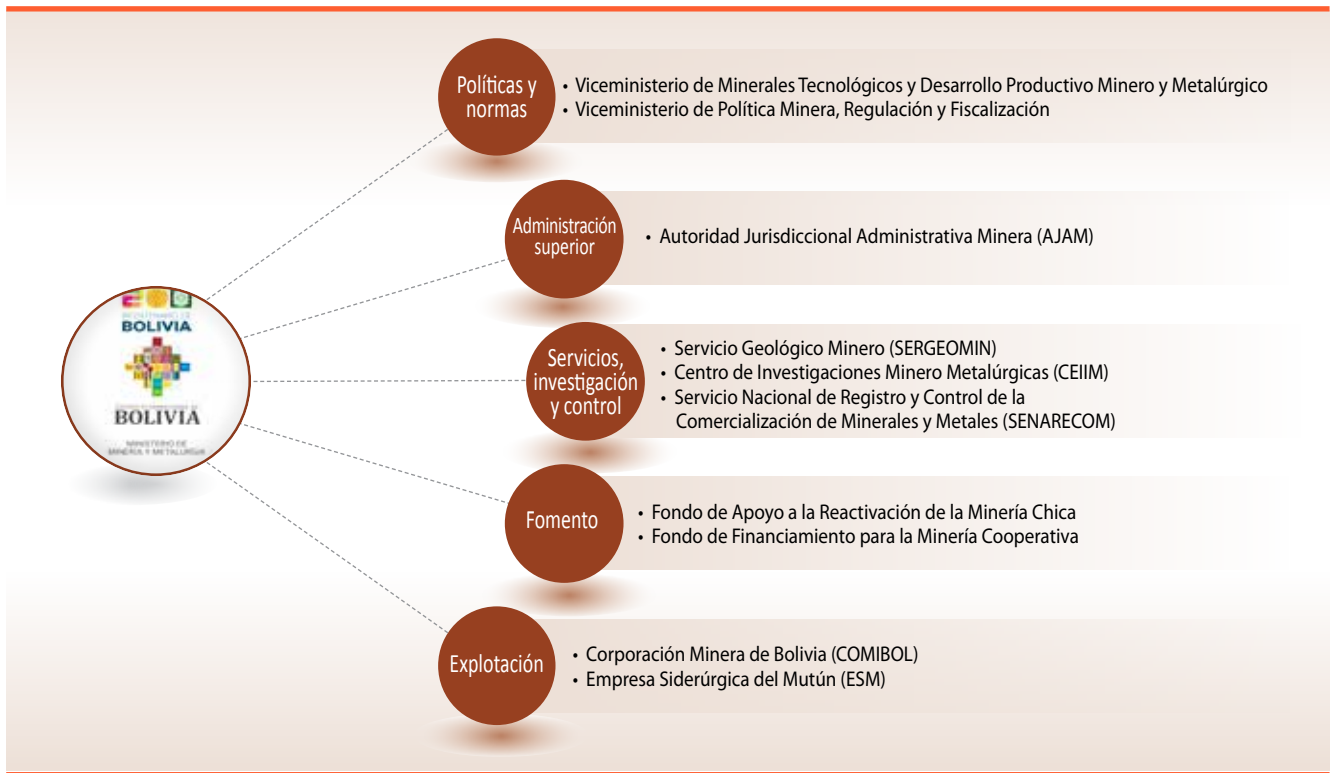 Políticas y
normas
• Viceministerio de Minerales Tecnológicos y Desarrollo Productivo Minero y Metalúrgico
• Viceministerio de Política Minera, Regulación y Fiscalización
Administración
superior
• Autoridad Jurisdiccional Administrativa Minera (AJAM)
BOLIVIA
BOLIVIA
MINISTERIO DE
MINERÍA Y METALURGIA
Servicios,
investigación
y control
• Servicio Geológico Minero (SERGEOMIN)
• Centro de Investigaciones Minero Metalúrgicas (CEIIM)
• Servicio Nacional de Registro y Control de la
Comercialización de Minerales y Metales (SENARECOM)
Fomento
• Fondo de Apoyo a la Reactivación de la Minería Chica
• Fondo de Financiamiento para la Minería Cooperativa
Explotación
• Corporación Minera de Bolivia (COMIBOL)
• Empresa Siderúrgica del Mutún (ESM)